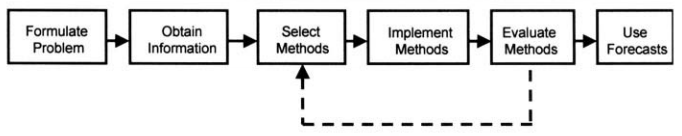 Formulate
Problem
Obtain
Information
Select
Methods
Implement
Methods
Evaluate
Methods
Use
Forecasts